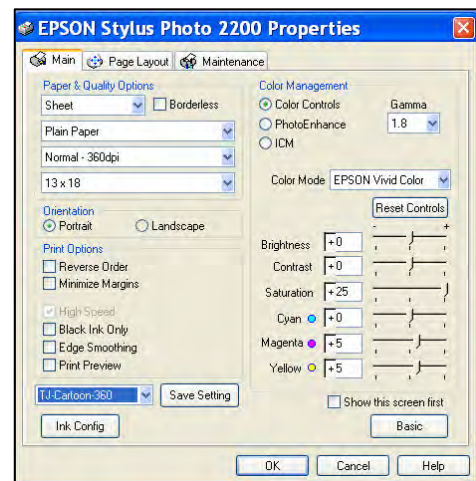 EPSON Stylus Photo 2200 Properties
Main
Page Layout
Maintenance
Paper & Quality Options
Sheet
Borderless
Plain Paper
Normal - 360dpi
13 x 18
Orientation
Portrait
Landscape
Print Options
Reverse Order
Minimize Margins
High Speed
Black Ink Only
Edge Smoothing
Print Preview
TJ-Cartoon-360
Save Setting
Ink Config
Color Management
Color Controls
PhotoEnhance
ICM
Gamma
1.8
Color Mode EPSON Vivid Color
Reset Controls
- +
Brightness +0
Contrast +0
Saturation +25
Cyan +0
Magenta +5
Yellow +5
Show this screen first
Basic
OK Cancel Help